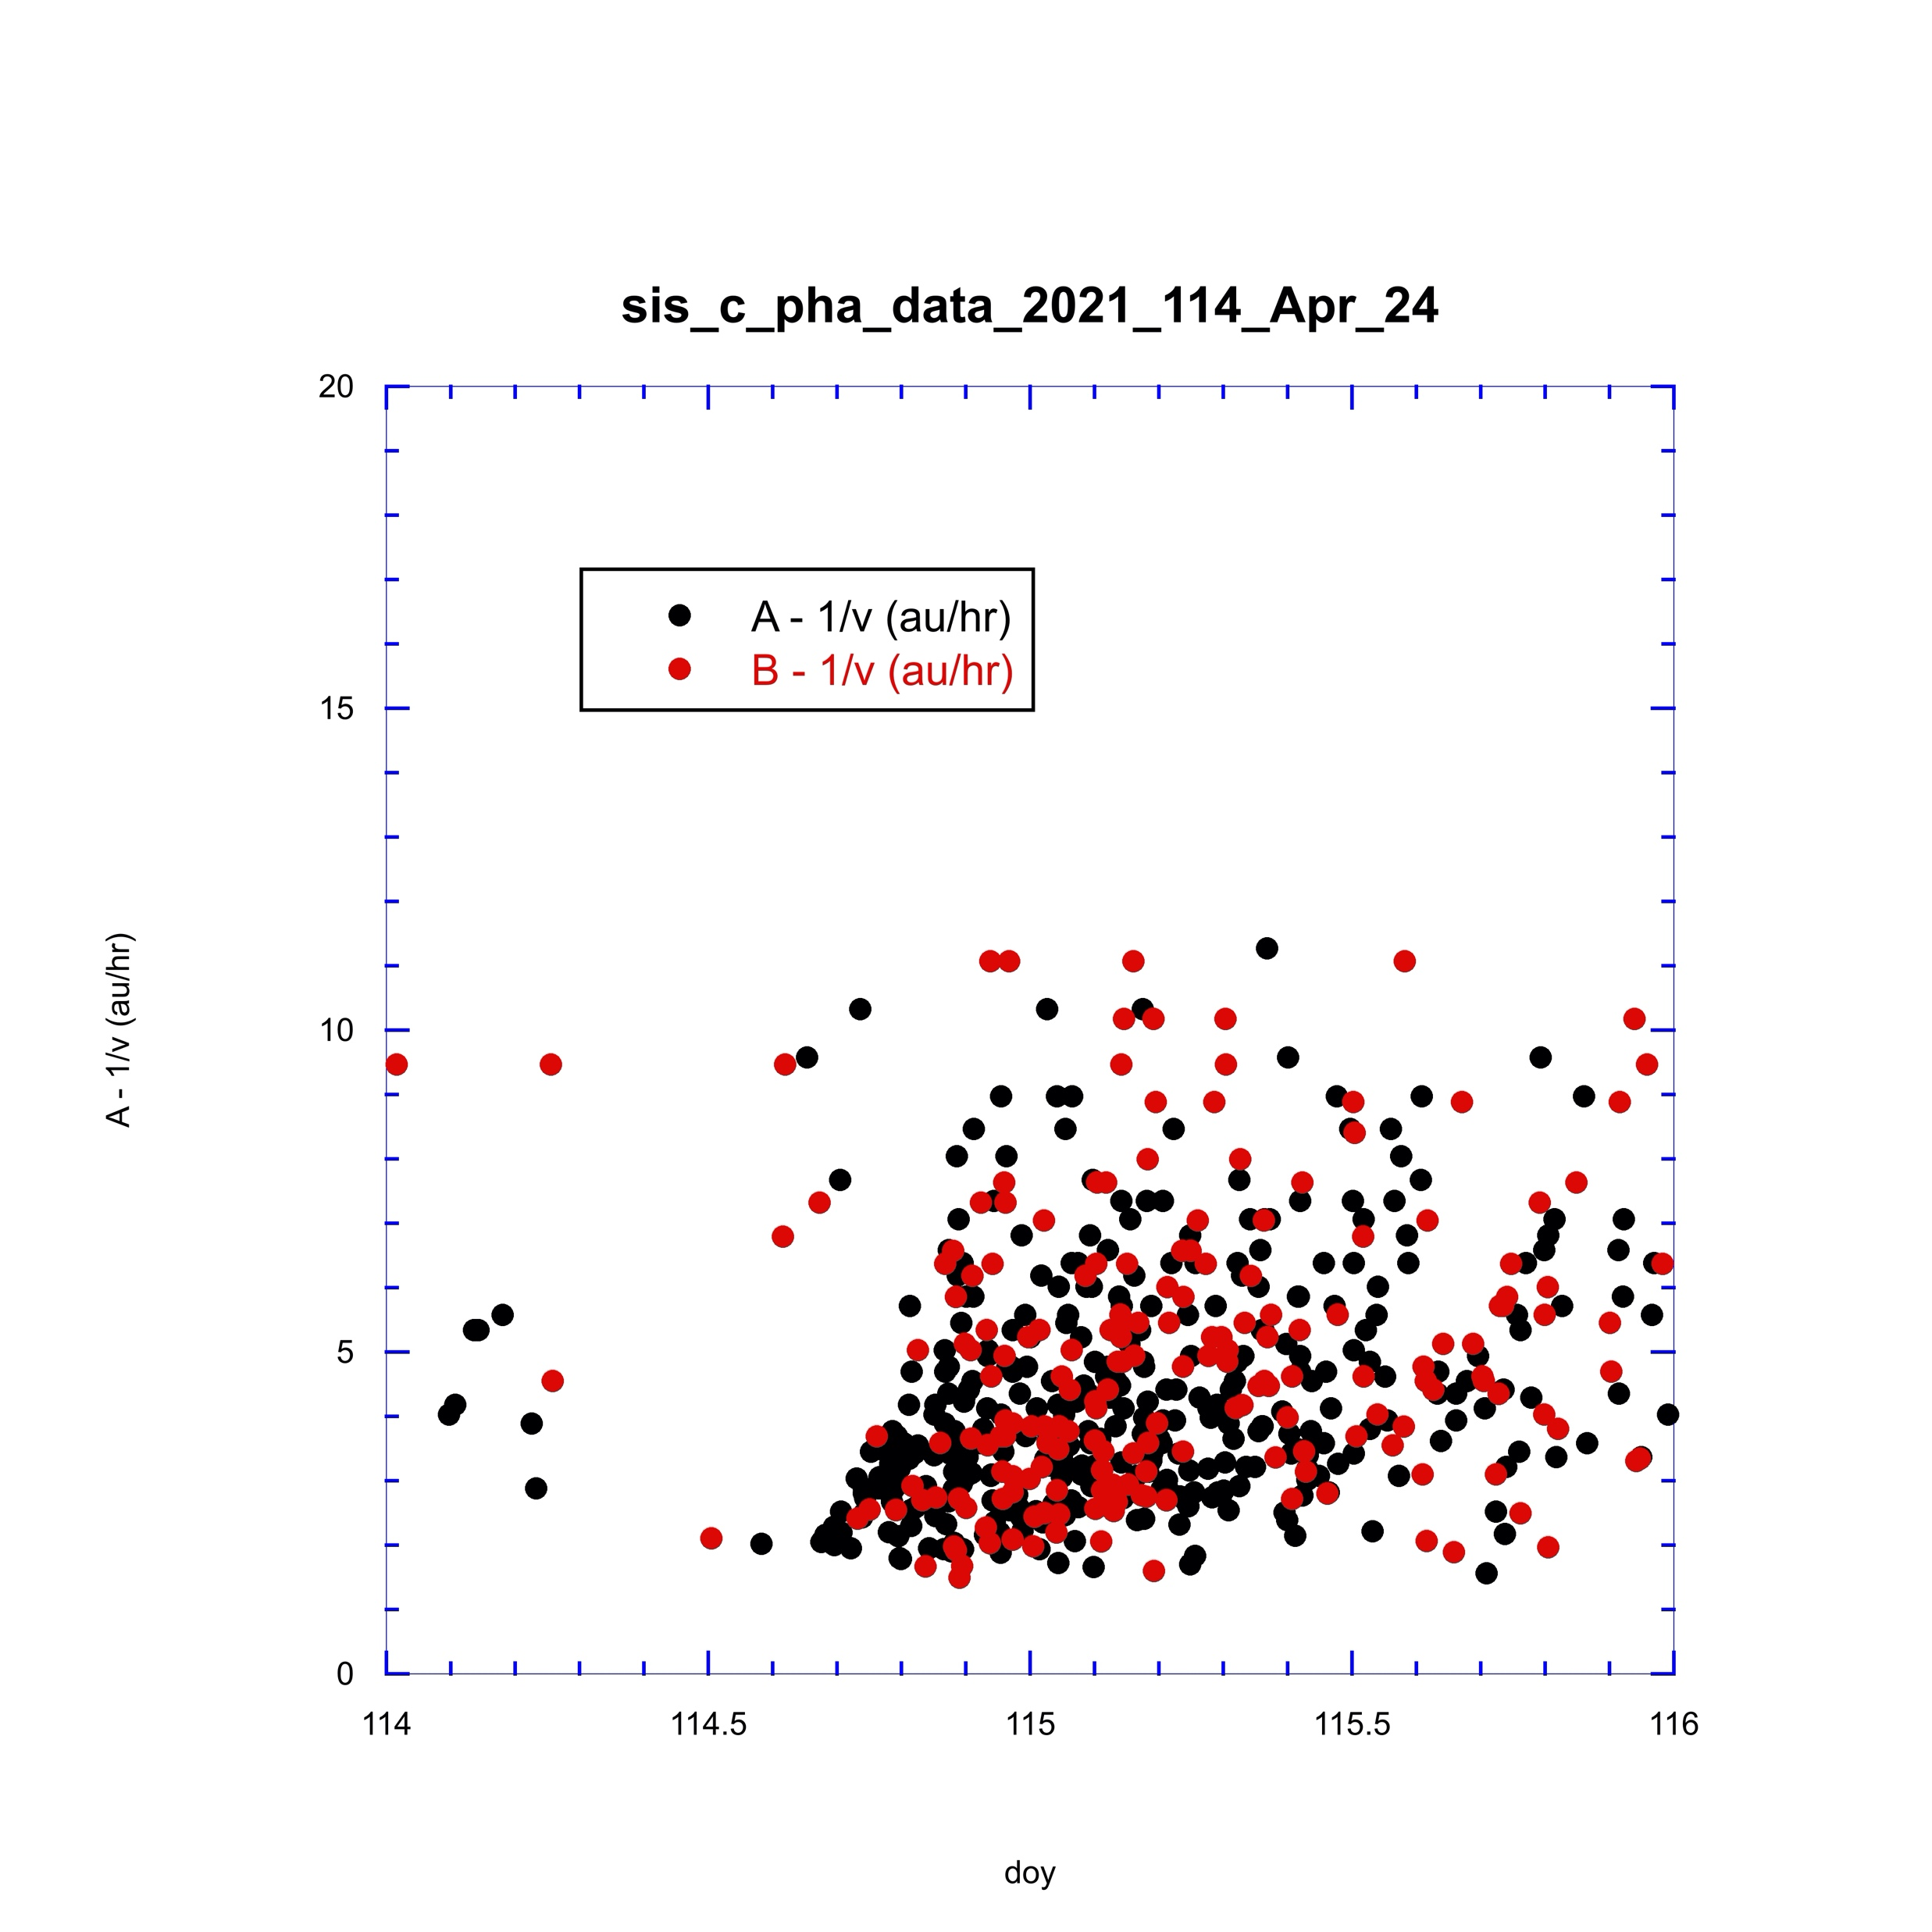 sis_c_pha_data_2021_114_Apr_24
20
15
10
5
0
A - 1/v (au/hr)
B - 1/v (au/hr)
A - 1/v (au/hr)
114
114.5
115
115.5
116
doy